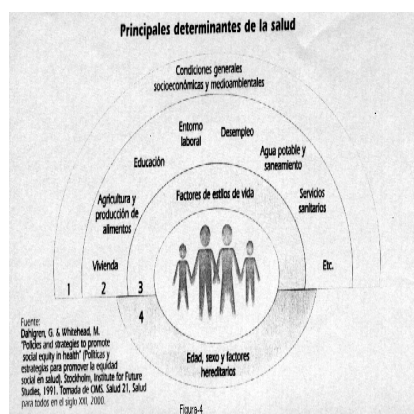 Principales determinantes de la salud
Condiciones generales
socioeconómicas y medioambientales
Entorno
laboral
Desempleo
Educación
Agua potable y
saneamiento
Agricultura y
producción de
alimentos
Factores de estilos de vida
Servicios
sanitarios
Vivienda
Etc.
1 2 3
4
Edad, sexo y factores
hereditarios
Fuente:
Dahlgren, G. & Whitehead, M.
"Policies and strategies to promote
social equity in health" (Políticas y
estrategias para promover la equidad
social en salud). Stockholm, Institute for Future
Studies, 1991. Tomada de OMS. Salud 21, Salud
para todos en el siglo XXI, 2000.
Figura-4